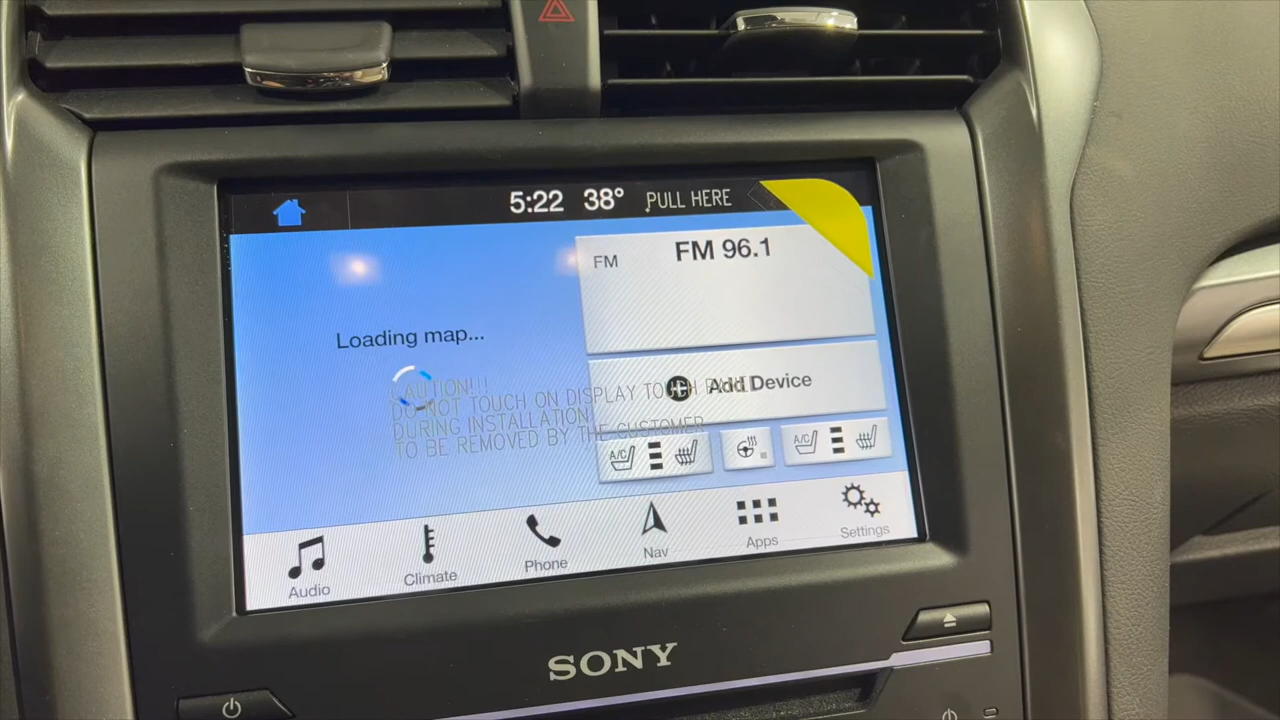 5:22 38° PULL HERE
FM FM 96.1
Loading map...
Add Device
CAUTION!!!
DO NOT TOUCH ON DISPLAY TOUCH PANEL
DURING INSTALLATION
TO BE REMOVED BY THE CUSTOMER
A/C
A/C
Audio
Climate
Phone
Nav
Apps
Settings
SONY